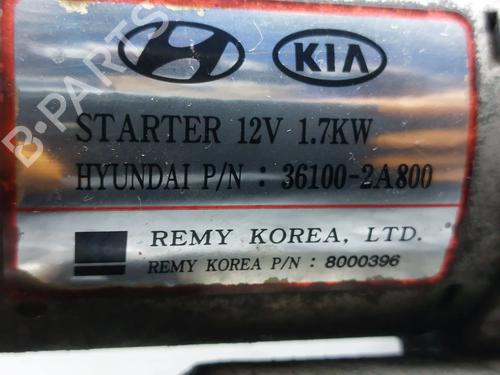 KIA
STARTER 12V 1.7KW
HYUNDAI P/N : 36100-2A800
REMY KOREA, LTD.
REMY KOREA P/N : 8000396
B-PARTS